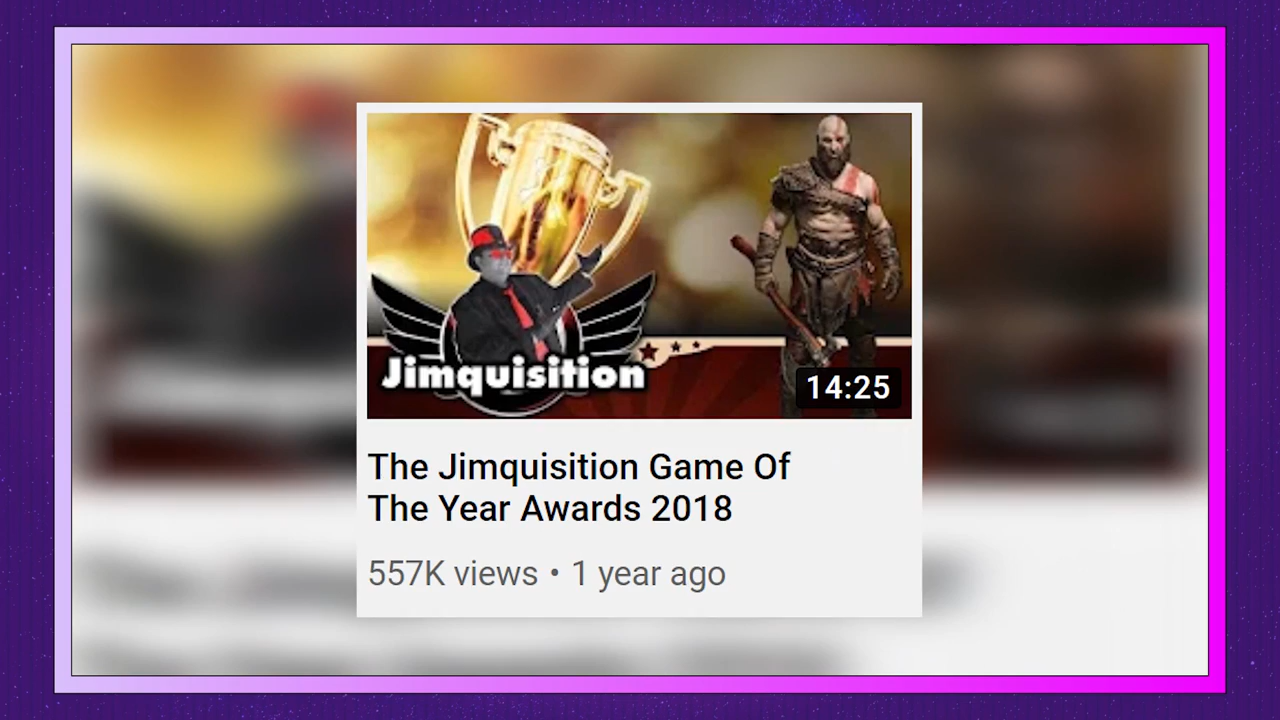 Jimquisition
14:25
The Jimquisition Game Of
The Year Awards 2018
557K views • 1 year ago